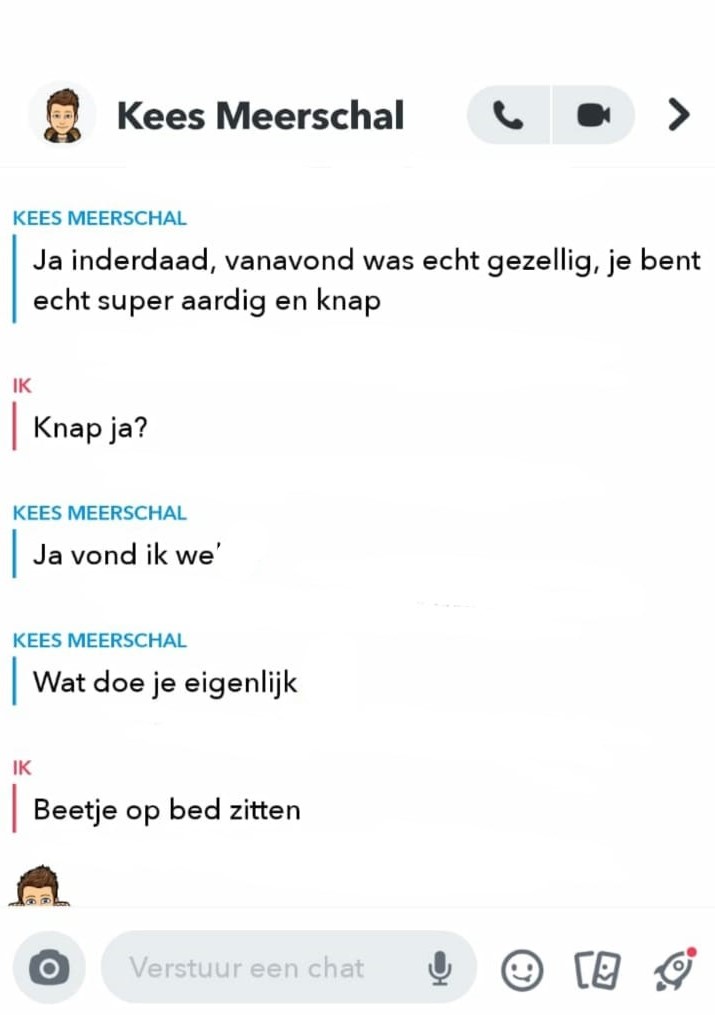 Kees Meerschal
KEES MEERSCHAL
Ja inderdaad, vanavond was echt gezellig, je bent
echt super aardig en knap
IK
Knap ja?
KEES MEERSCHAL
Ja vond ik we'
KEES MEERSCHAL
Wat doe je eigenlijk
IK
Beetje op bed zitten
Verstuur een chat